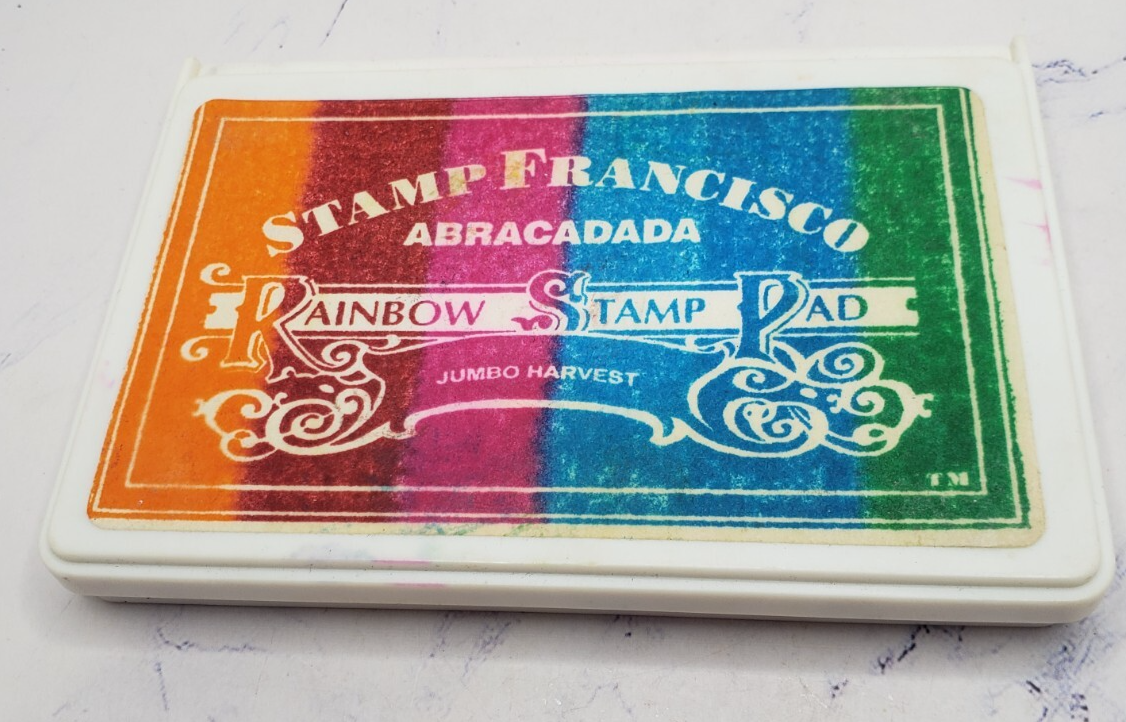 STAMP FRANCISCO
ABRACADADA
RAINBOW STAMP PAD
JUMBO HARVEST
TM